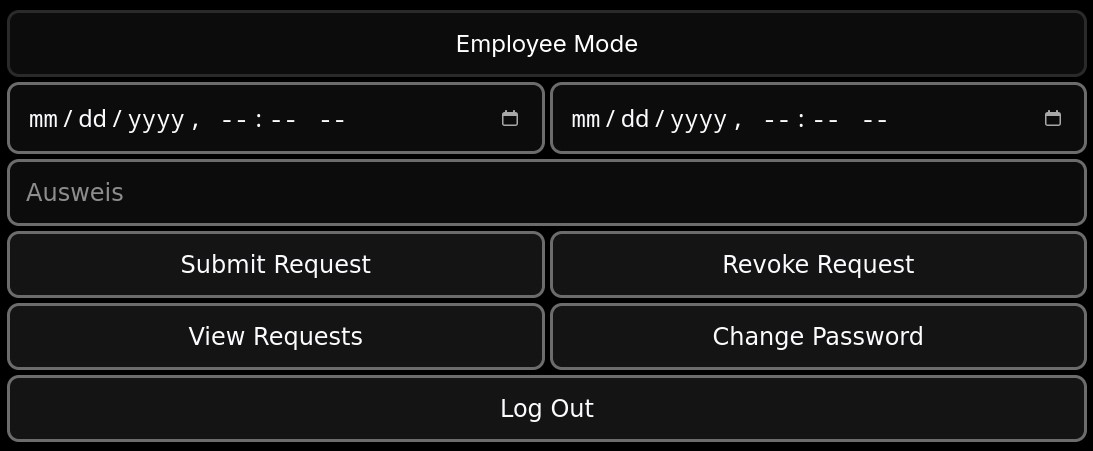 Employee Mode
mm/dd/yyyy, --:-- -- mm/dd/yyyy, --:-- --
Ausweis
Submit Request Revoke Request
View Requests Change Password
Log Out